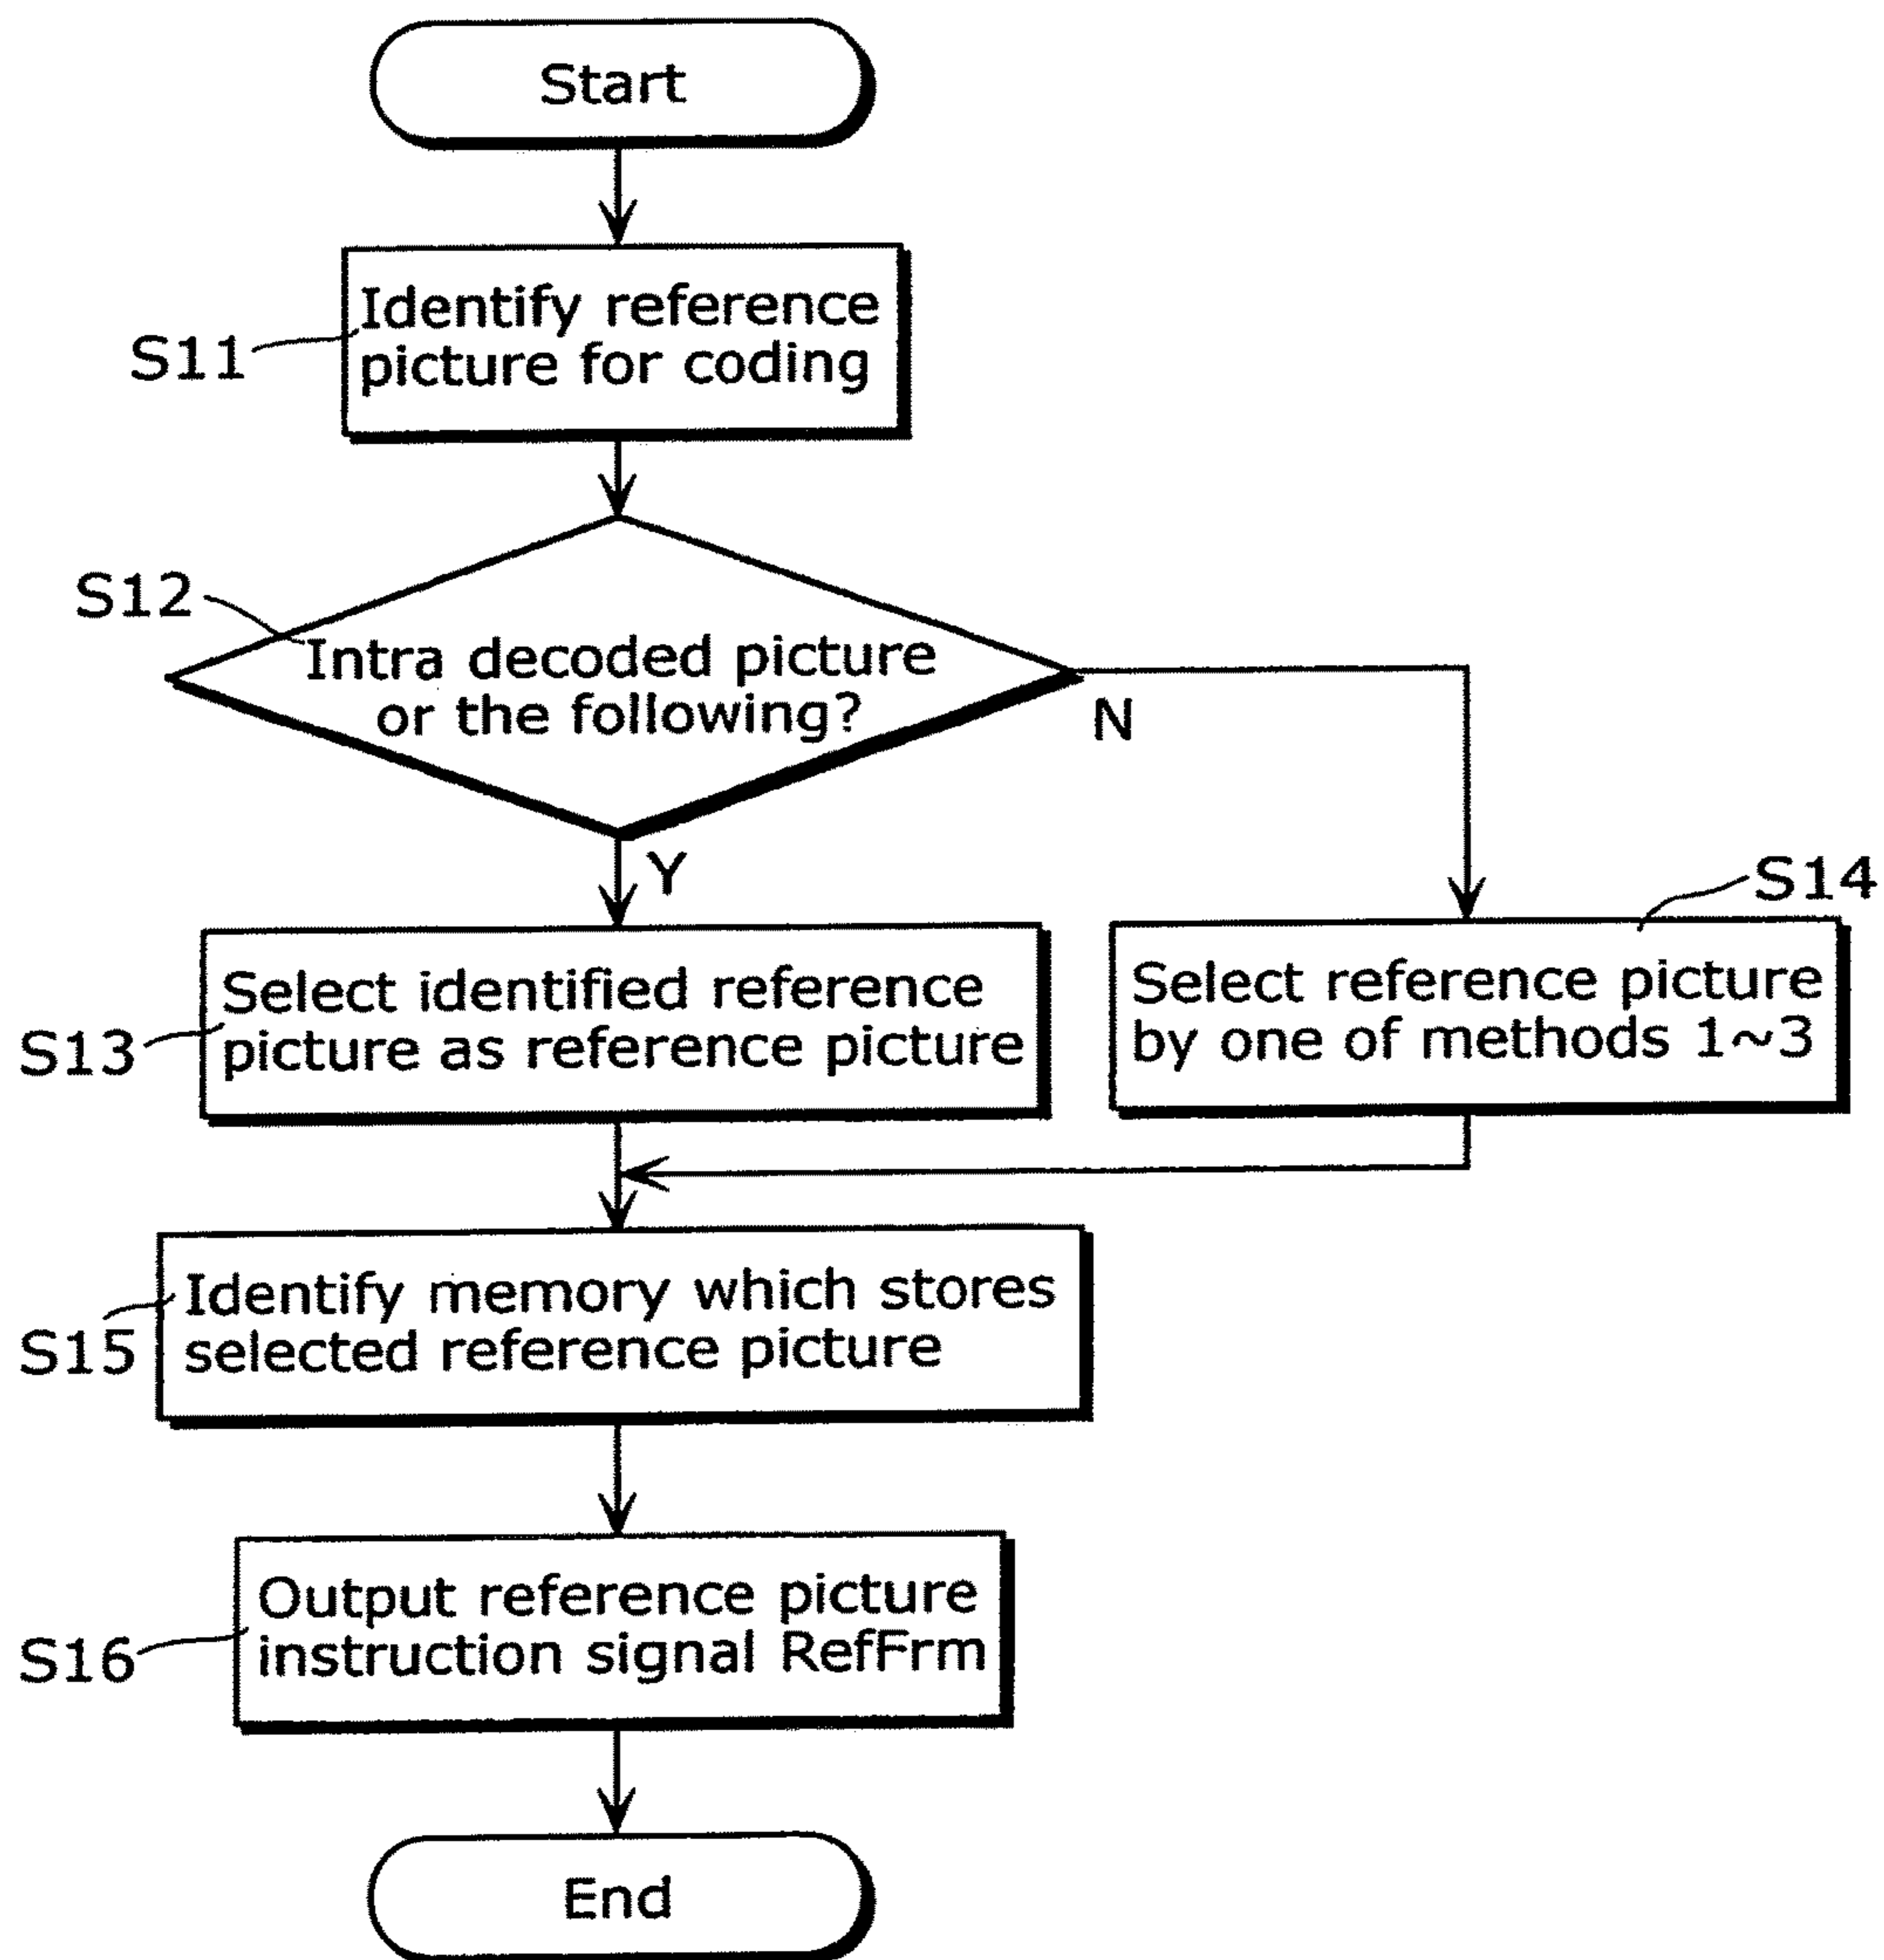 Start
S11
Identify reference
picture for coding
S12
Intra decoded picture
or the following?
N
Y
S14
S13
Select identified reference
picture as reference picture
Select reference picture
by one of methods 1~3
S15
Identify memory which stores
selected reference picture
S16
Output reference picture
instruction signal RefFrm
End